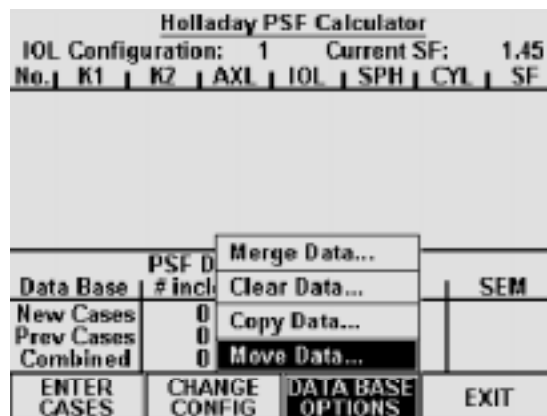 Holladay PSF Calculator
IOL Configuration: 1 Current SF: 1.45
No. K1 K2 AXL IOL SPH CYL SF
PSF D
Data Base # incl SEM
New Cases 0
Prev Cases 0
Combined 0
Merge Data...
Clear Data...
Copy Data...
Move Data...
ENTER CASES
CHANGE CONFIG
DATA BASE OPTIONS
EXIT